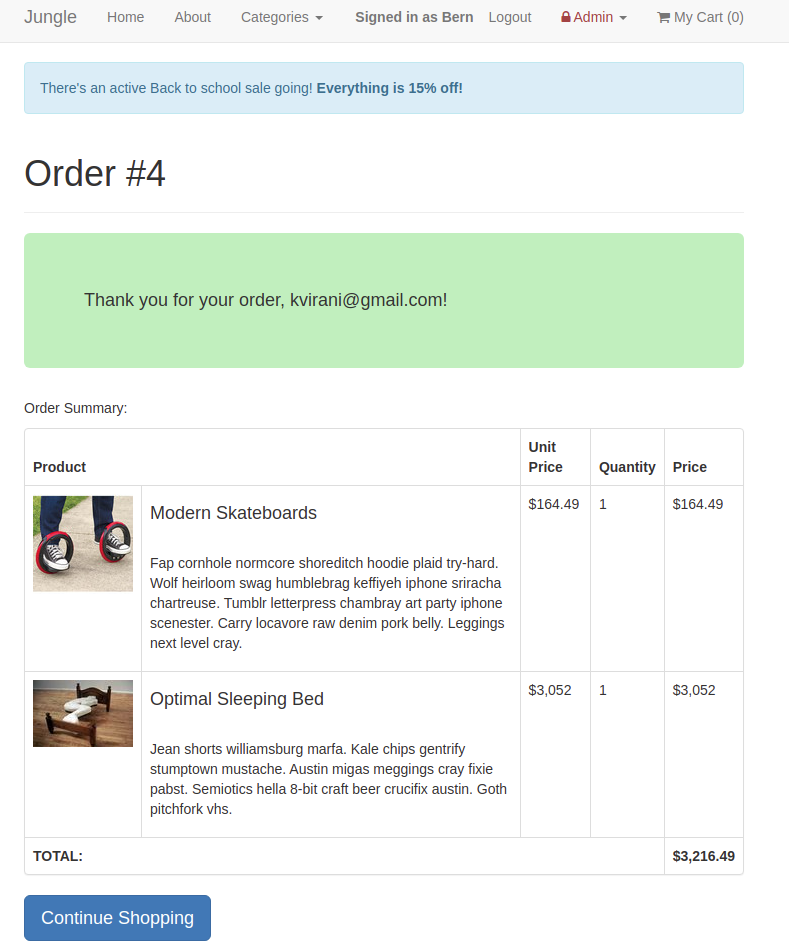 Jungle Home About Categories Signed in as Bern Logout Admin My Cart (0)
There's an active Back to school sale going! Everything is 15% off!
Order #4
Thank you for your order, kvirani@gmail.com!
Order Summary:
Product Unit Price Quantity Price
Modern Skateboards $164.49 1 $164.49
Fap cornhole normcore shoreditch hoodie plaid try-hard.
Wolf heirloom swag humblebrag keffiyeh iphone sriracha
chartreuse. Tumblr letterpress chambray art party iphone
scenester. Carry locavore raw denim pork belly. Leggings
next level cray.
Optimal Sleeping Bed $3,052 1 $3,052
Jean shorts williamsburg marfa. Kale chips gentrify
stumptown mustache. Austin migas meggings cray fixie
pabst. Semiotics hella 8-bit craft beer crucifix austin. Goth
pitchfork vhs.
TOTAL: $3,216.49
Continue Shopping